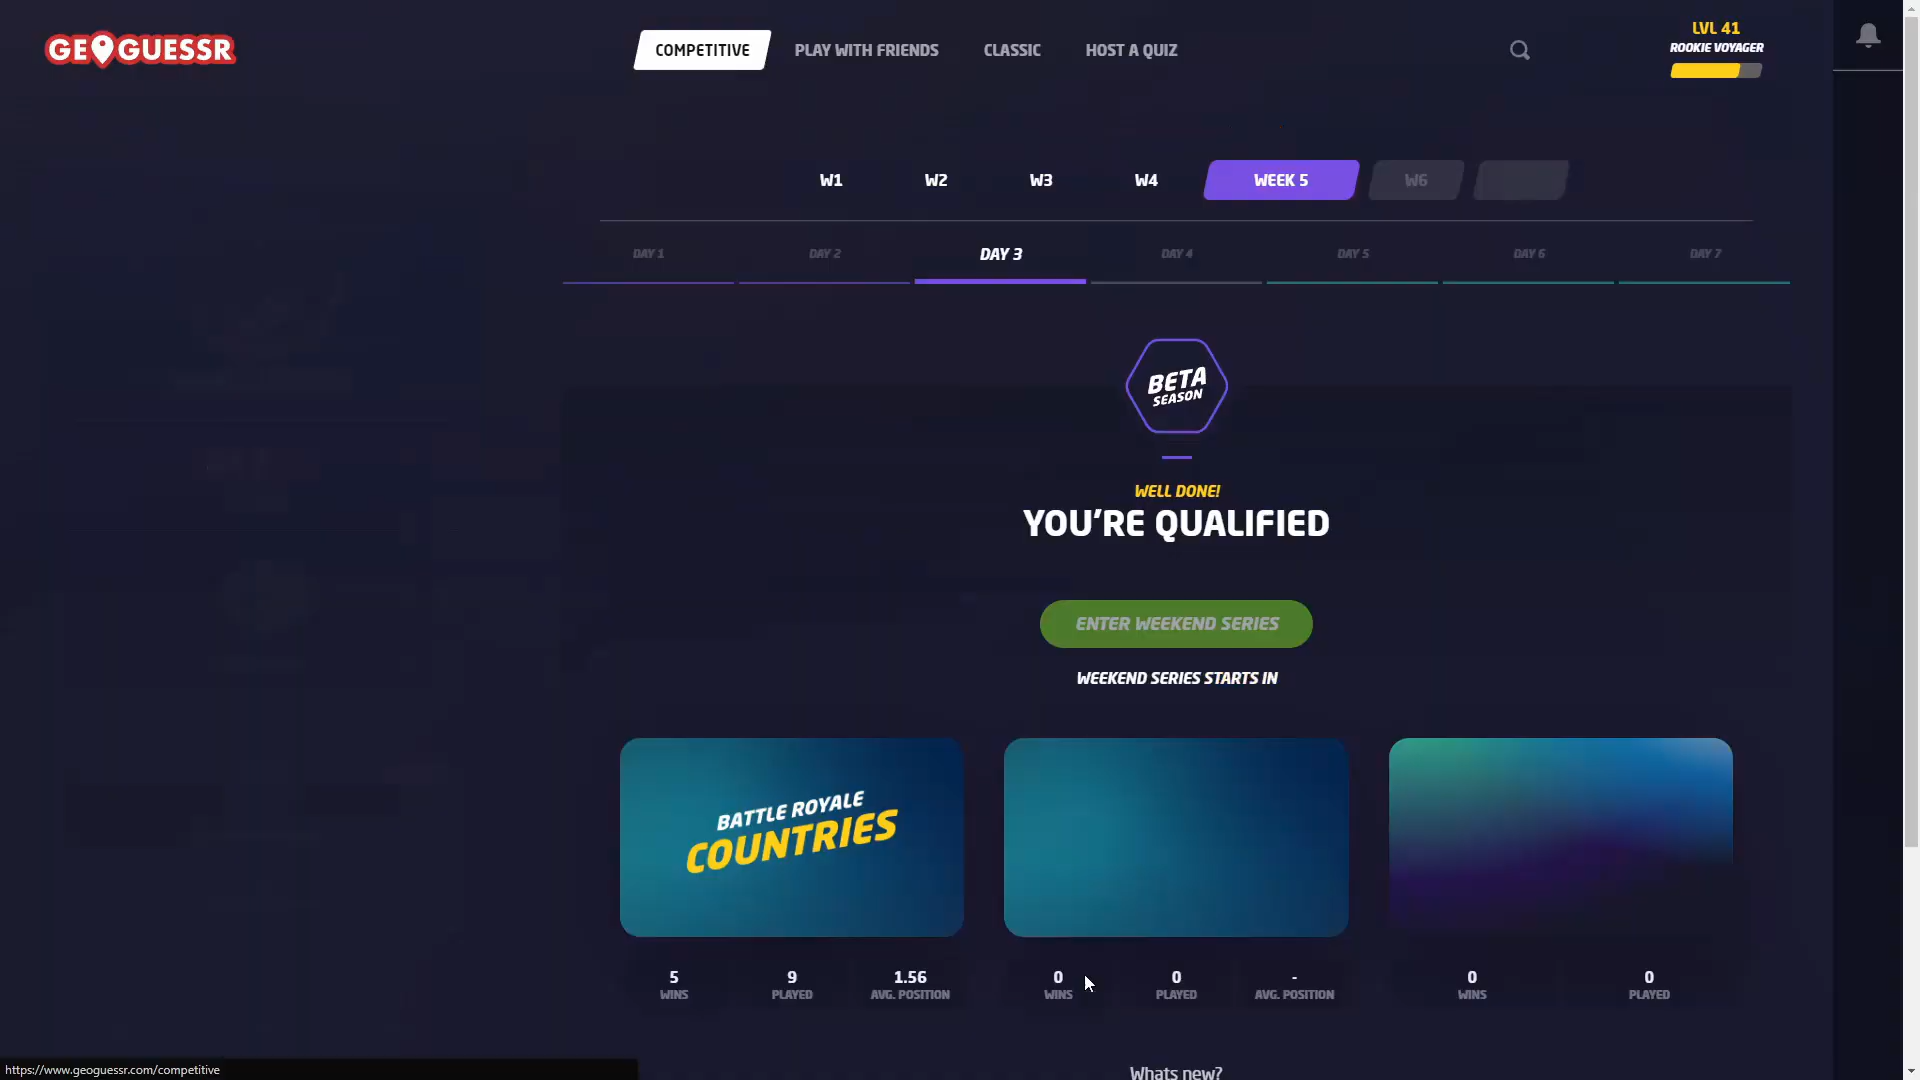 GEOGUESSR
COMPETITIVE
PLAY WITH FRIENDS
CLASSIC
HOST A QUIZ
LVL 41
ROOKIE VOYAGER
W1
W2
W3
W4
WEEK 5
W6
DAY 1
DAY 2
DAY 3
DAY 4
DAY 5
DAY 6
DAY 7
BETA
SEASON
WELL DONE!
YOU'RE QUALIFIED
ENTER WEEKEND SERIES
WEEKEND SERIES STARTS IN
BATTLE ROYALE
COUNTRIES
5
WINS
9
PLAYED
1.56
AVG. POSITION
0
WINS
0
PLAYED
-
AVG. POSITION
0
WINS
0
PLAYED
Whats new?
https://www.geoguessr.com/competitive